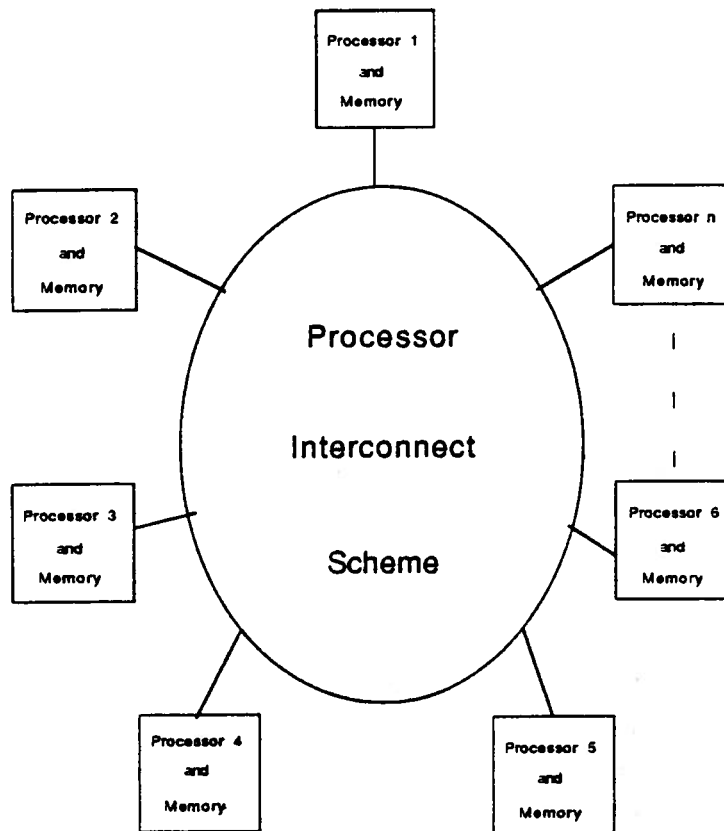 Processor 1
and
Memory
Processor 2
and
Memory
Processor n
and
Memory
Processor
Interconnect
Scheme
Processor 3
and
Memory
Processor 6
and
Memory
Processor 4
and
Memory
Processor 5
and
Memory